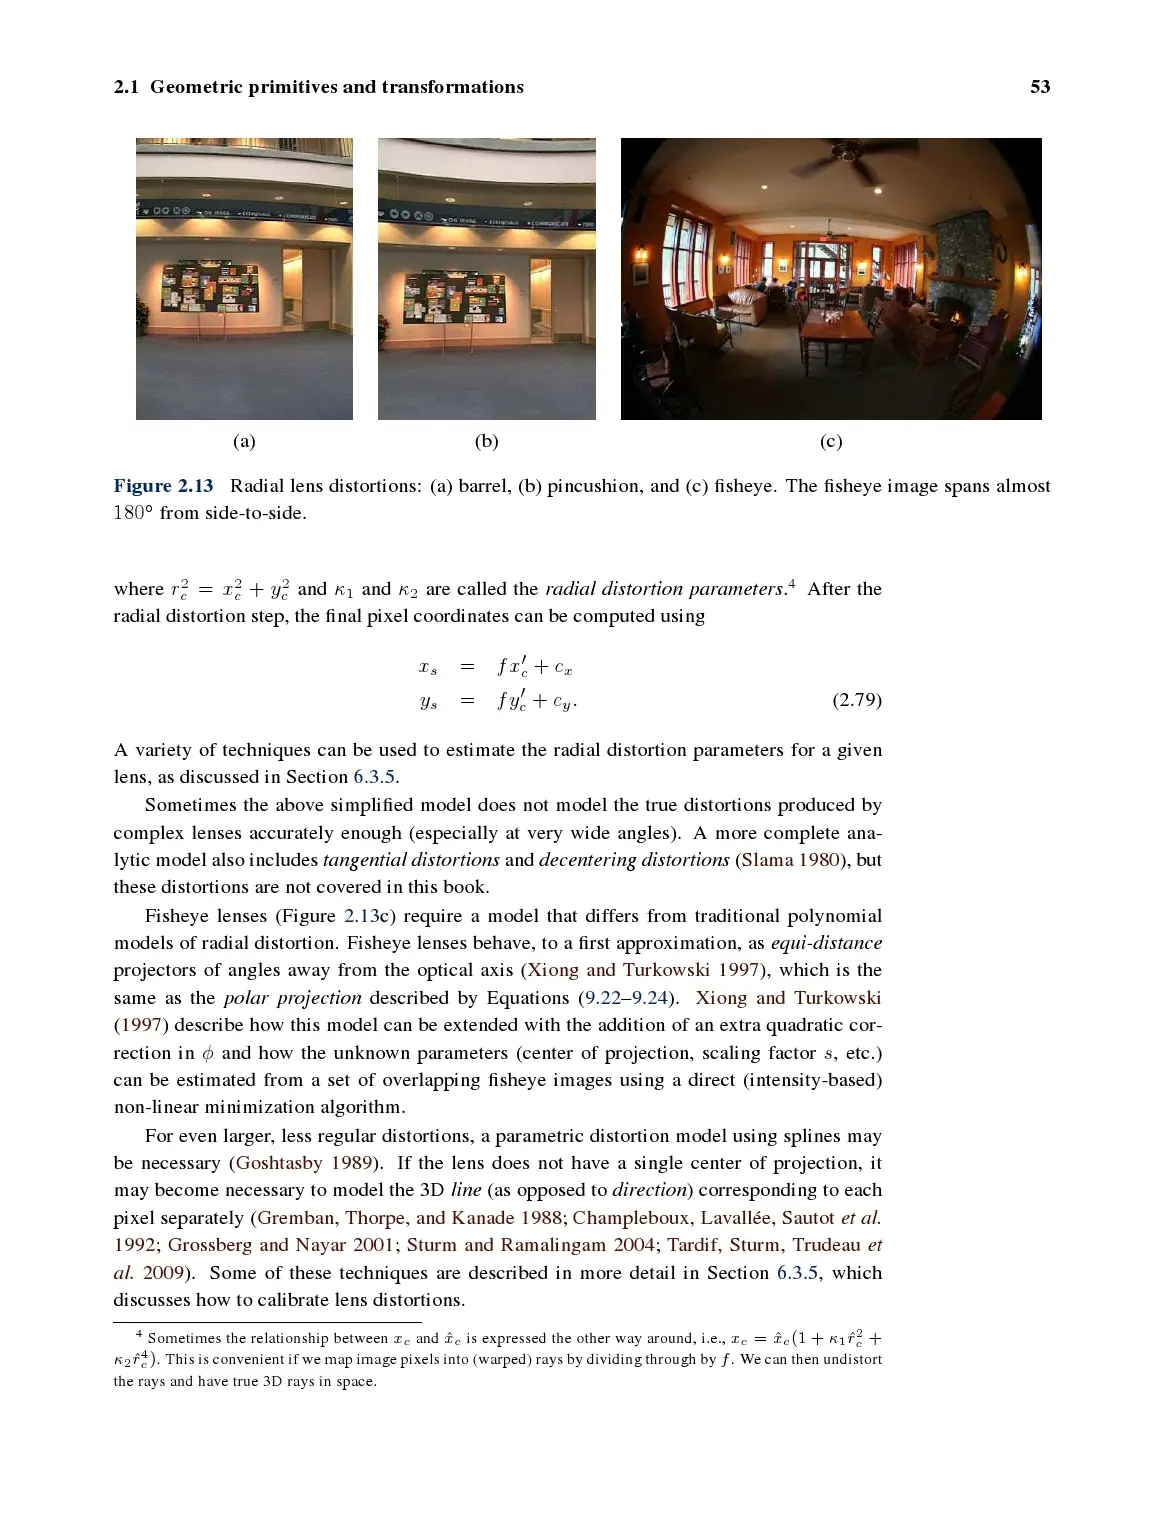 2.1 Geometric primitives and transformations 53
(a) (b) (c)
Figure 2.13 Radial lens distortions: (a) barrel, (b) pincushion, and (c) fisheye. The fisheye image spans almost
180° from side-to-side.
where r_c^2 = x_c^2 + y_c^2 and κ_1 and κ_2 are called the radial distortion parameters.^4 After the
radial distortion step, the final pixel coordinates can be computed using
x_s = f x'_c + c_x
y_s = f y'_c + c_y. (2.79)
A variety of techniques can be used to estimate the radial distortion parameters for a given
lens, as discussed in Section 6.3.5.
Sometimes the above simplified model does not model the true distortions produced by
complex lenses accurately enough (especially at very wide angles). A more complete ana-
lytic model also includes tangential distortions and decentering distortions (Slama 1980), but
these distortions are not covered in this book.
Fisheye lenses (Figure 2.13c) require a model that differs from traditional polynomial
models of radial distortion. Fisheye lenses behave, to a first approximation, as equi-distance
projectors of angles away from the optical axis (Xiong and Turkowski 1997), which is the
same as the polar projection described by Equations (9.22–9.24). Xiong and Turkowski
(1997) describe how this model can be extended with the addition of an extra quadratic cor-
rection in ϕ and how the unknown parameters (center of projection, scaling factor s, etc.)
can be estimated from a set of overlapping fisheye images using a direct (intensity-based)
non-linear minimization algorithm.
For even larger, less regular distortions, a parametric distortion model using splines may
be necessary (Goshtasby 1989). If the lens does not have a single center of projection, it
may become necessary to model the 3D line (as opposed to direction) corresponding to each
pixel separately (Gremban, Thorpe, and Kanade 1988; Champleboux, Lavallée, Sautot et al.
1992; Grossberg and Nayar 2001; Sturm and Ramalingam 2004; Tardif, Sturm, Trudeau et
al. 2009). Some of these techniques are described in more detail in Section 6.3.5, which
discusses how to calibrate lens distortions.
^4 Sometimes the relationship between x_c and x̂_c is expressed the other way around, i.e., x_c = x̂_c(1 + κ_1 r̂_c^2 +
κ_2 r̂_c^4). This is convenient if we map image pixels into (warped) rays by dividing through by f. We can then undistort
the rays and have true 3D rays in space.